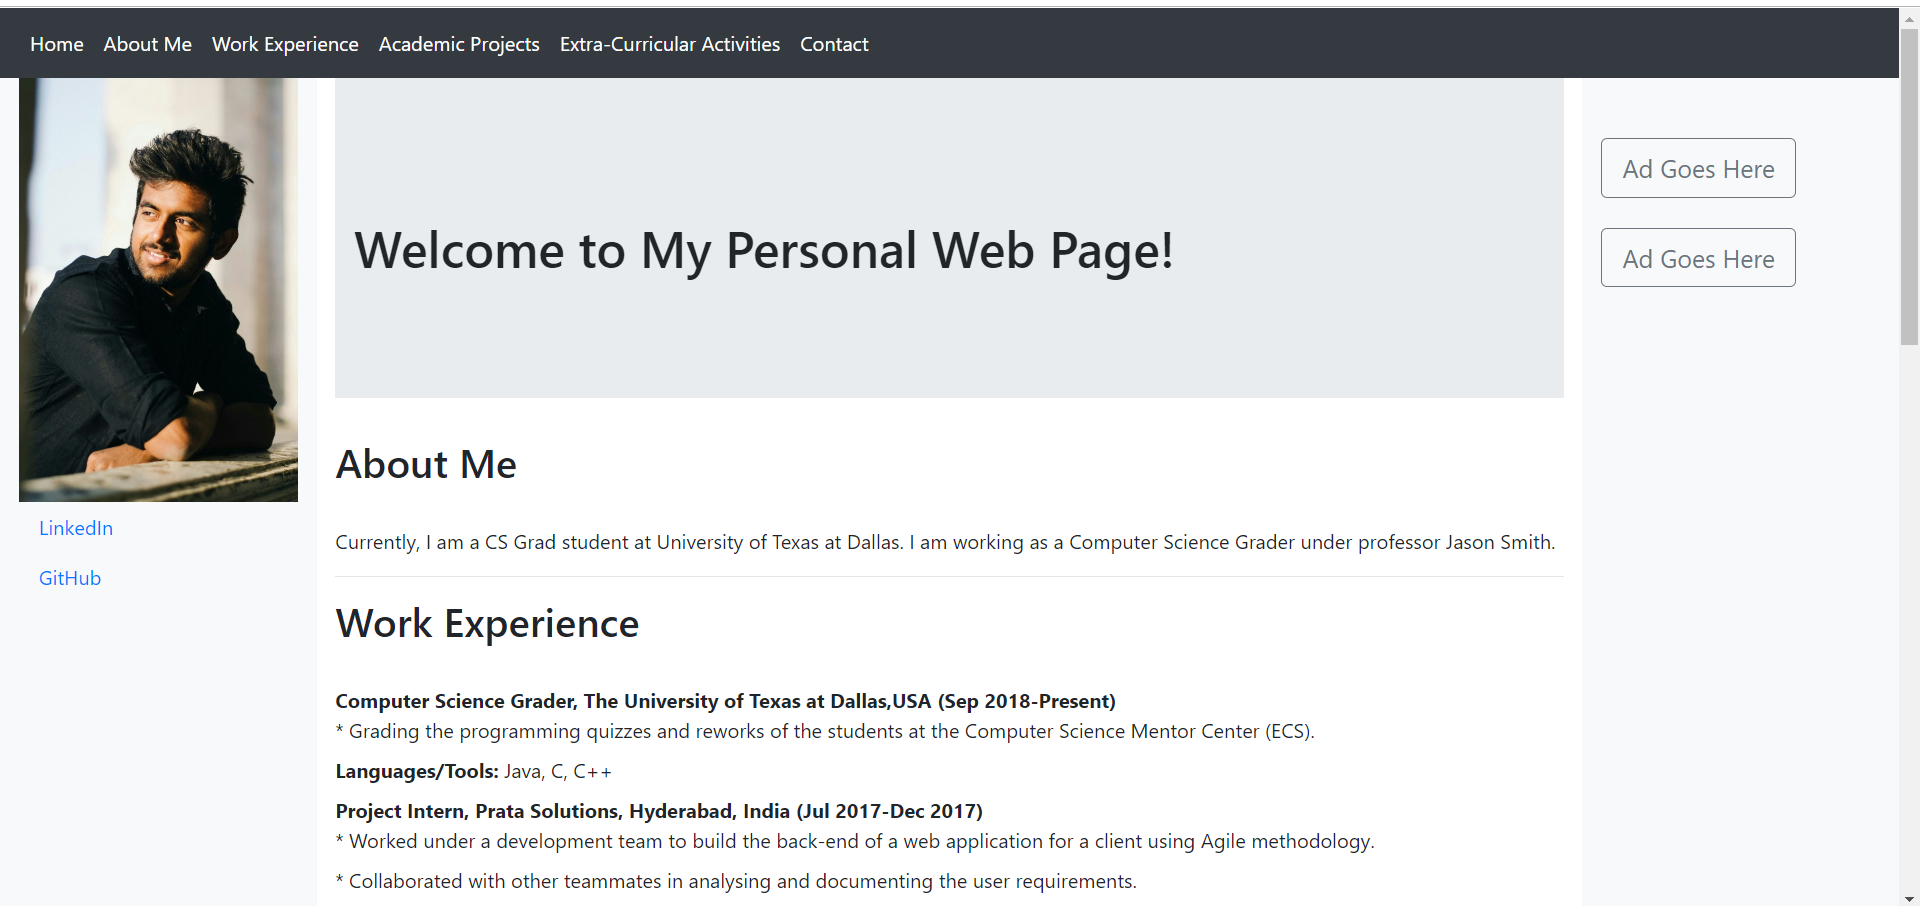 Home About Me Work Experience Academic Projects Extra-Curricular Activities Contact
Welcome to My Personal Web Page!
Ad Goes Here
Ad Goes Here
LinkedIn
GitHub
About Me
Currently, I am a CS Grad student at University of Texas at Dallas. I am working as a Computer Science Grader under professor Jason Smith.
Work Experience
Computer Science Grader, The University of Texas at Dallas,USA (Sep 2018-Present)
* Grading the programming quizzes and reworks of the students at the Computer Science Mentor Center (ECS).
Languages/Tools: Java, C, C++
Project Intern, Prata Solutions, Hyderabad, India (Jul 2017-Dec 2017)
* Worked under a development team to build the back-end of a web application for a client using Agile methodology.
* Collaborated with other teammates in analysing and documenting the user requirements.